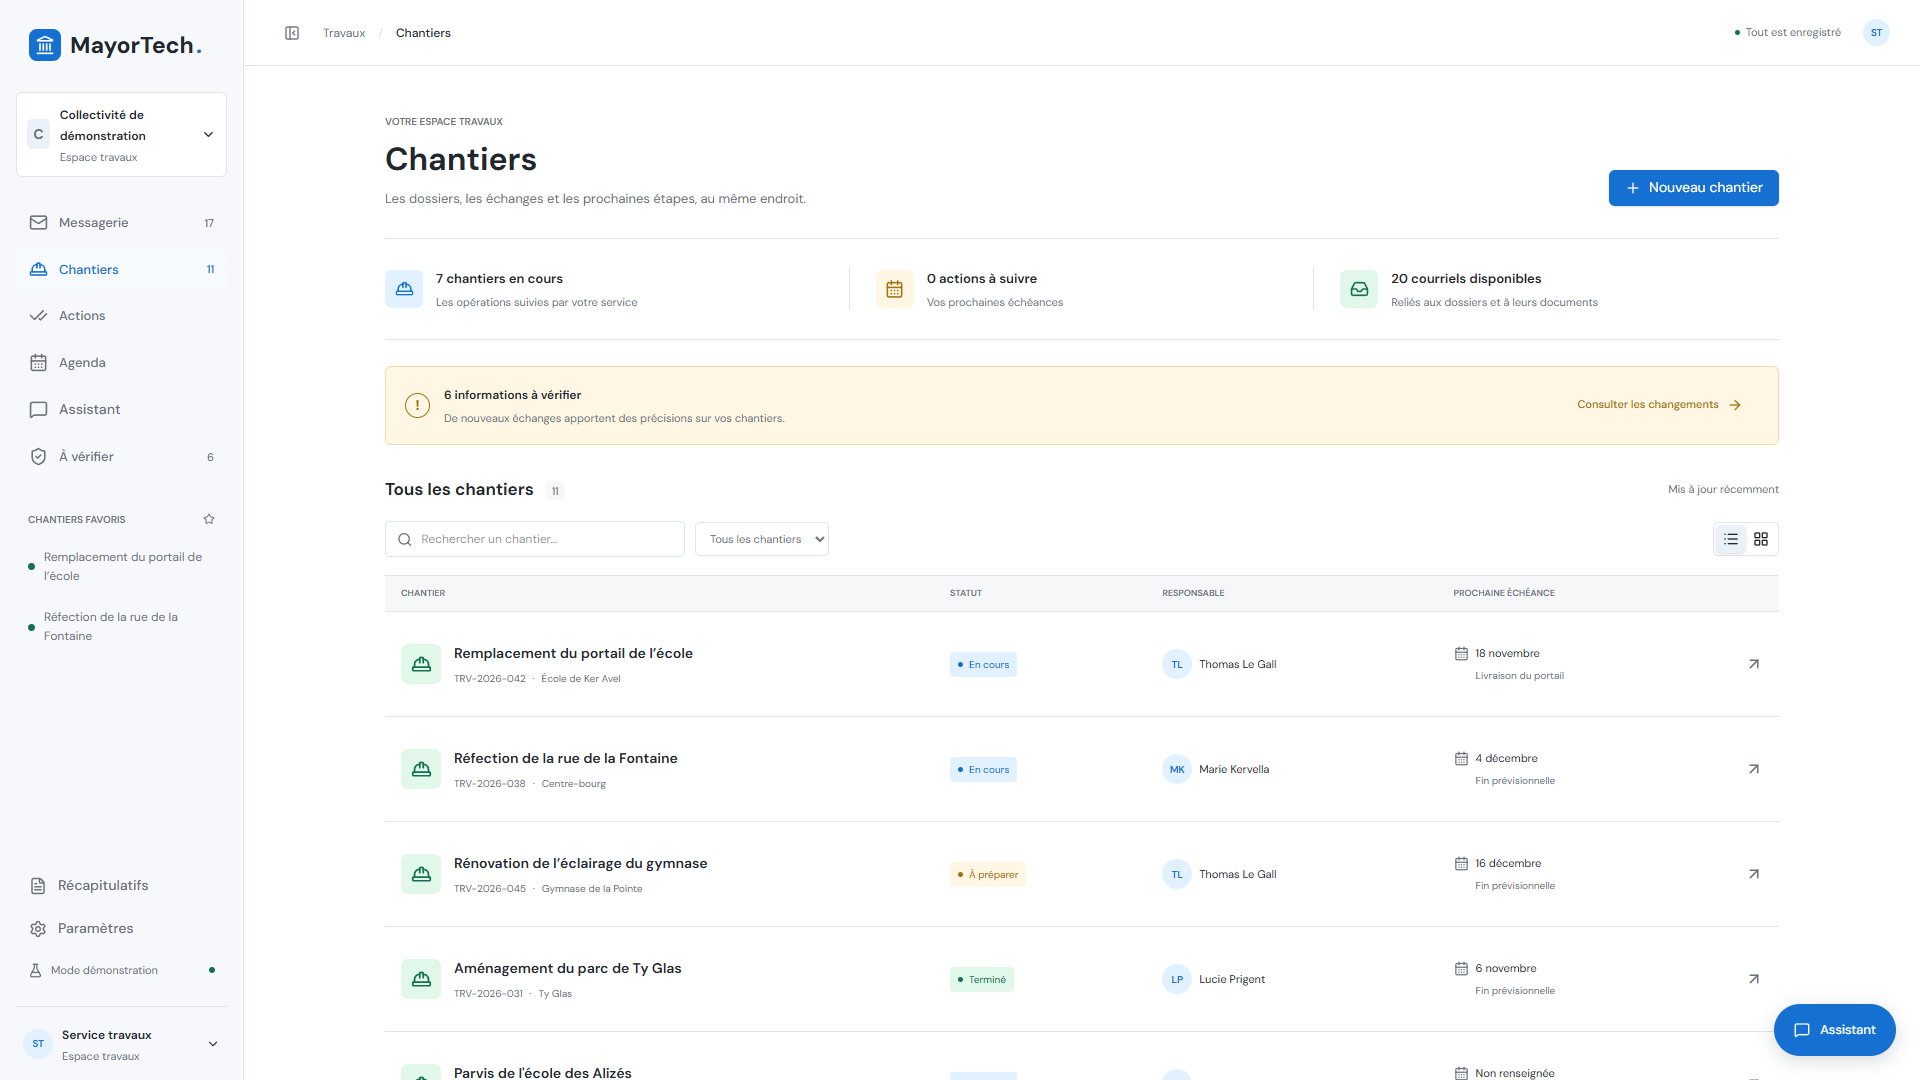 MayorTech.
Travaux / Chantiers
Tout est enregistré
ST
C
Collectivité de
démonstration
Espace travaux
Messagerie 17
Chantiers 11
Actions
Agenda
Assistant
À vérifier 6
CHANTIERS FAVORIS
Remplacement du portail de
l’école
Réfection de la rue de la
Fontaine
Récapitulatifs
Paramètres
Mode démonstration
ST
Service travaux
Espace travaux
VOTRE ESPACE TRAVAUX
Chantiers
Les dossiers, les échanges et les prochaines étapes, au même endroit.
Nouveau chantier
7 chantiers en cours
Les opérations suivies par votre service
0 actions à suivre
Vos prochaines échéances
20 courriels disponibles
Reliés aux dossiers et à leurs documents
6 informations à vérifier
De nouveaux échanges apportent des précisions sur vos chantiers.
Consulter les changements
Tous les chantiers 11
Mis à jour récemment
Rechercher un chantier…
Tous les chantiers
CHANTIER STATUT RESPONSABLE PROCHAINE ÉCHÉANCE
Remplacement du portail de l’école
TRV-2026-042 · École de Ker Avel
En cours
TL Thomas Le Gall
18 novembre
Livraison du portail
Réfection de la rue de la Fontaine
TRV-2026-038 · Centre-bourg
En cours
MK Marie Kervella
4 décembre
Fin prévisionnelle
Rénovation de l’éclairage du gymnase
TRV-2026-045 · Gymnase de la Pointe
À préparer
TL Thomas Le Gall
16 décembre
Fin prévisionnelle
Aménagement du parc de Ty Glas
TRV-2026-031 · Ty Glas
Terminé
LP Lucie Prigent
6 novembre
Fin prévisionnelle
Parvis de l'école des Alizés
Non renseignée
Assistant